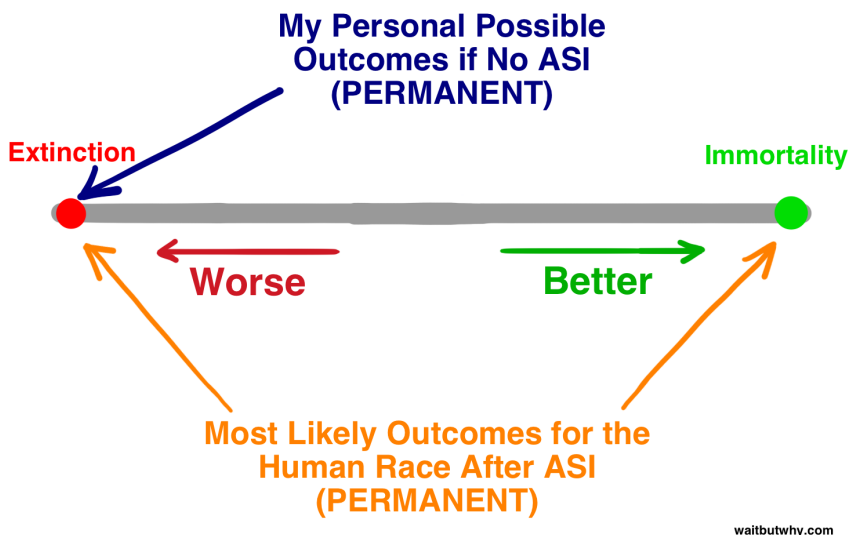 My Personal Possible
Outcomes if No ASI
(PERMANENT)
Extinction
Immortality
Worse
Better
Most Likely Outcomes for the
Human Race After ASI
(PERMANENT)
waitbutwhy.com